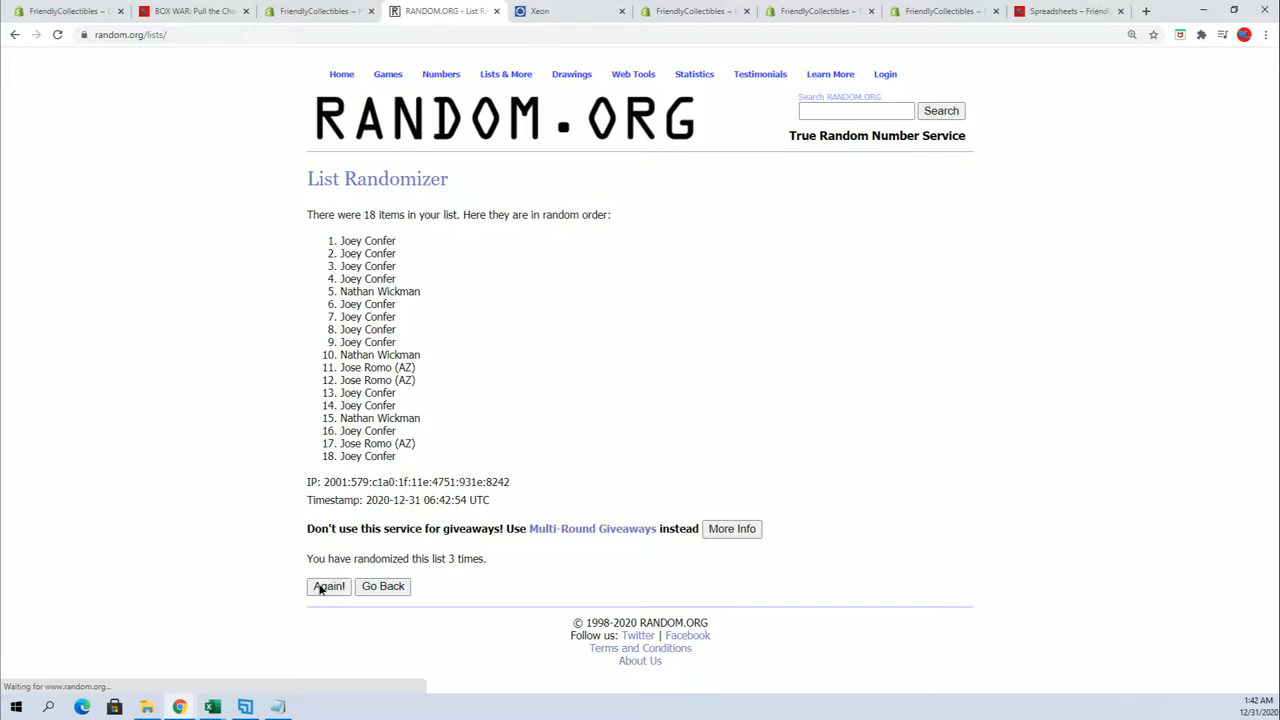 FriendlyCollectibles ~
BOX WAR: Pull the Cha
FriendlyCollectibles ~
RANDOM.ORG - List R
Xeon
FriendlyCollectibles ~
FriendlyCollectibles ~
FriendlyCollectibles ~
Spreadsheets – Friendl
random.org/lists/
Home Games Numbers Lists & More Drawings Web Tools Statistics Testimonials Learn More Login
RANDOM.ORG
Search RANDOM.ORG
Search
True Random Number Service
List Randomizer
There were 18 items in your list. Here they are in random order:
1. Joey Confer
2. Joey Confer
3. Joey Confer
4. Joey Confer
5. Nathan Wickman
6. Joey Confer
7. Joey Confer
8. Joey Confer
9. Joey Confer
10. Nathan Wickman
11. Jose Romo (AZ)
12. Jose Romo (AZ)
13. Joey Confer
14. Joey Confer
15. Nathan Wickman
16. Joey Confer
17. Jose Romo (AZ)
18. Joey Confer
IP: 2001:579:c1a0:1f:11e:4751:931e:8242
Timestamp: 2020-12-31 06:42:54 UTC
Don't use this service for giveaways! Use Multi-Round Giveaways instead More Info
You have randomized this list 3 times.
Again! Go Back
© 1998-2020 RANDOM.ORG
Follow us: Twitter | Facebook
Terms and Conditions
About Us
Waiting for www.random.org...
1:42 AM
12/31/2020